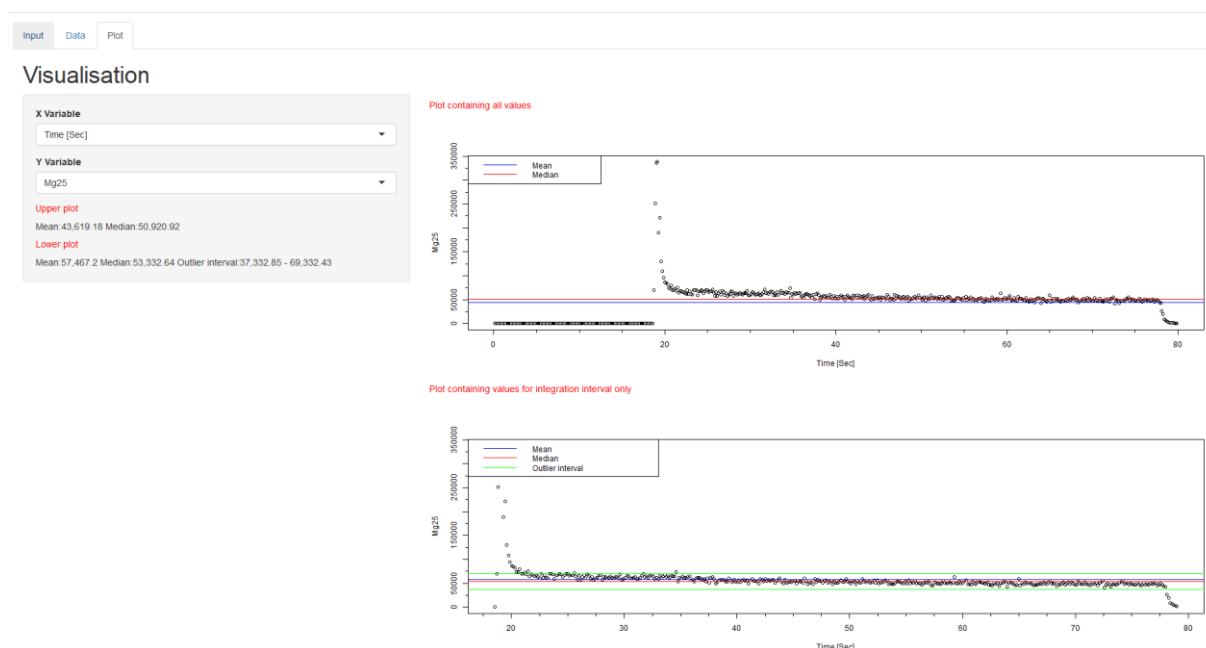 Input Data Plot
Visualisation
X Variable
Time [Sec]
Y Variable
Mg25
Upper plot
Mean:43,619.18 Median:50,920.92
Lower plot
Mean:57,467.2 Median:53,332.64 Outlier interval:37,332.85 - 69,332.43
Plot containing all values
Mean
Median
350000
250000
150000
50000
0
Mg25
0 20 40 60 80
Time [Sec]
Plot containing values for integration interval only
Mean
Median
Outlier interval
350000
250000
150000
50000
0
Mg25
20 30 40 50 60 70 80
Time [Sec]